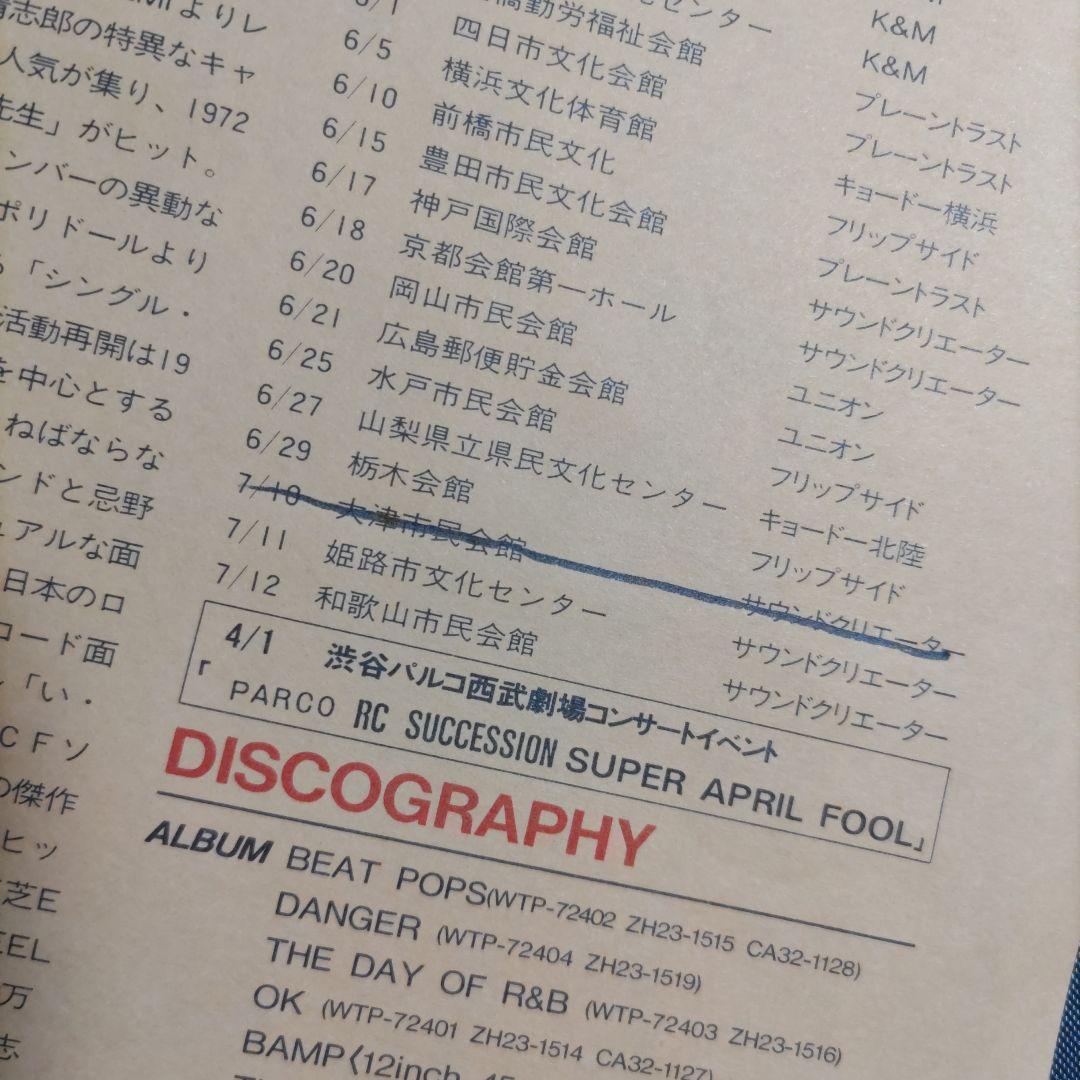 よりレ
志郎の特異なキャ
人気が集り、1972
先生」がヒット。
ンバーの異動な
ポリドールより
「シングル・
活動再開は19
を中心とする
ねばならな
ンドと忌野
ュアルな面
日本のロ
コード面
「い・
CFソ
の傑作
ヒッ
芝E
EEL
万
志
K&M
センター K&M
橋勤労福祉会館 プレーントラスト
6/1 四日市文化会館 プレーントラスト
6/5 横浜文化体育館 キョードー横浜
6/10 前橋市民文化 フリップサイド
6/15 豊田市民文化会館 プレーントラスト
6/17 神戸国際会館 サウンドクリエーター
6/18 京都会館第一ホール サウンドクリエーター
6/20 岡山市民会館 ユニオン
6/21 広島郵便貯金会館 ユニオン
6/25 水戸市民会館 フリップサイド
6/27 山梨県立県民文化センター キョードー北陸
6/29 栃木会館 フリップサイド
7/10 大津市民会館 サウンドクリエーター
7/11 姫路市文化センター サウンドクリエーター
7/12 和歌山市民会館 サウンドクリエーター
4/1 渋谷パルコ西武劇場コンサートイベント
「PARCO RC SUCCESSION SUPER APRIL FOOL」
DISCOGRAPHY
ALBUM BEAT POPS(WTP-72402 ZH23-1515 CA32-1128)
DANGER (WTP-72404 ZH23-1519)
THE DAY OF R&B (WTP-72403 ZH23-1516)
OK (WTP-72401 ZH23-1514 CA32-1127)
BAMP〈12inch